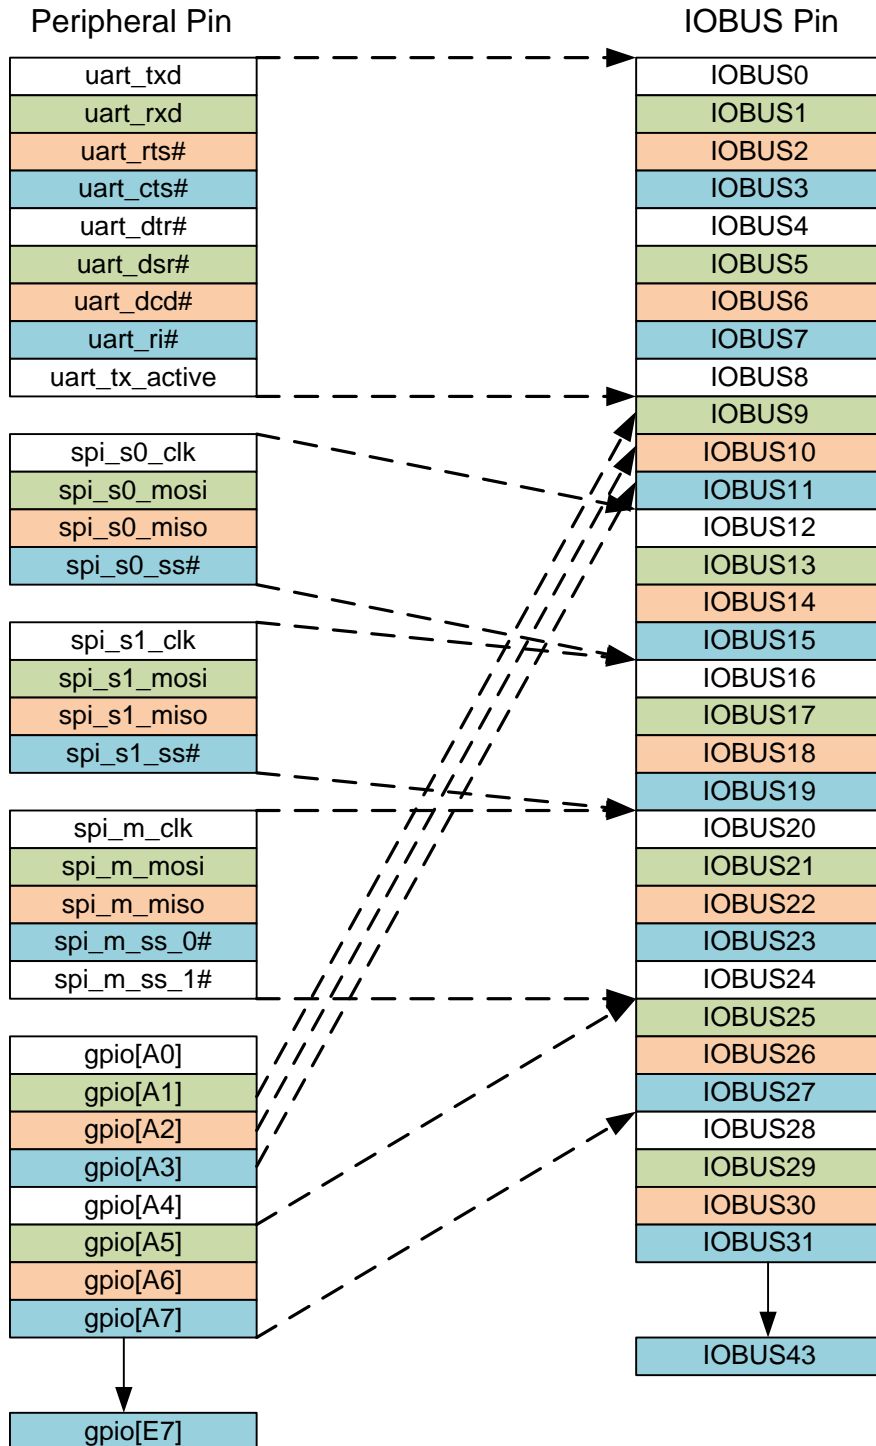 Peripheral Pin
uart_txd
uart_rxd
uart_rts#
uart_cts#
uart_dtr#
uart_dsr#
uart_dcd#
uart_ri#
uart_tx_active
spi_s0_clk
spi_s0_mosi
spi_s0_miso
spi_s0_ss#
spi_s1_clk
spi_s1_mosi
spi_s1_miso
spi_s1_ss#
spi_m_clk
spi_m_mosi
spi_m_miso
spi_m_ss_0#
spi_m_ss_1#
gpio[A0]
gpio[A1]
gpio[A2]
gpio[A3]
gpio[A4]
gpio[A5]
gpio[A6]
gpio[A7]
gpio[E7]
IOBUS Pin
IOBUS0
IOBUS1
IOBUS2
IOBUS3
IOBUS4
IOBUS5
IOBUS6
IOBUS7
IOBUS8
IOBUS9
IOBUS10
IOBUS11
IOBUS12
IOBUS13
IOBUS14
IOBUS15
IOBUS16
IOBUS17
IOBUS18
IOBUS19
IOBUS20
IOBUS21
IOBUS22
IOBUS23
IOBUS24
IOBUS25
IOBUS26
IOBUS27
IOBUS28
IOBUS29
IOBUS30
IOBUS31
IOBUS43